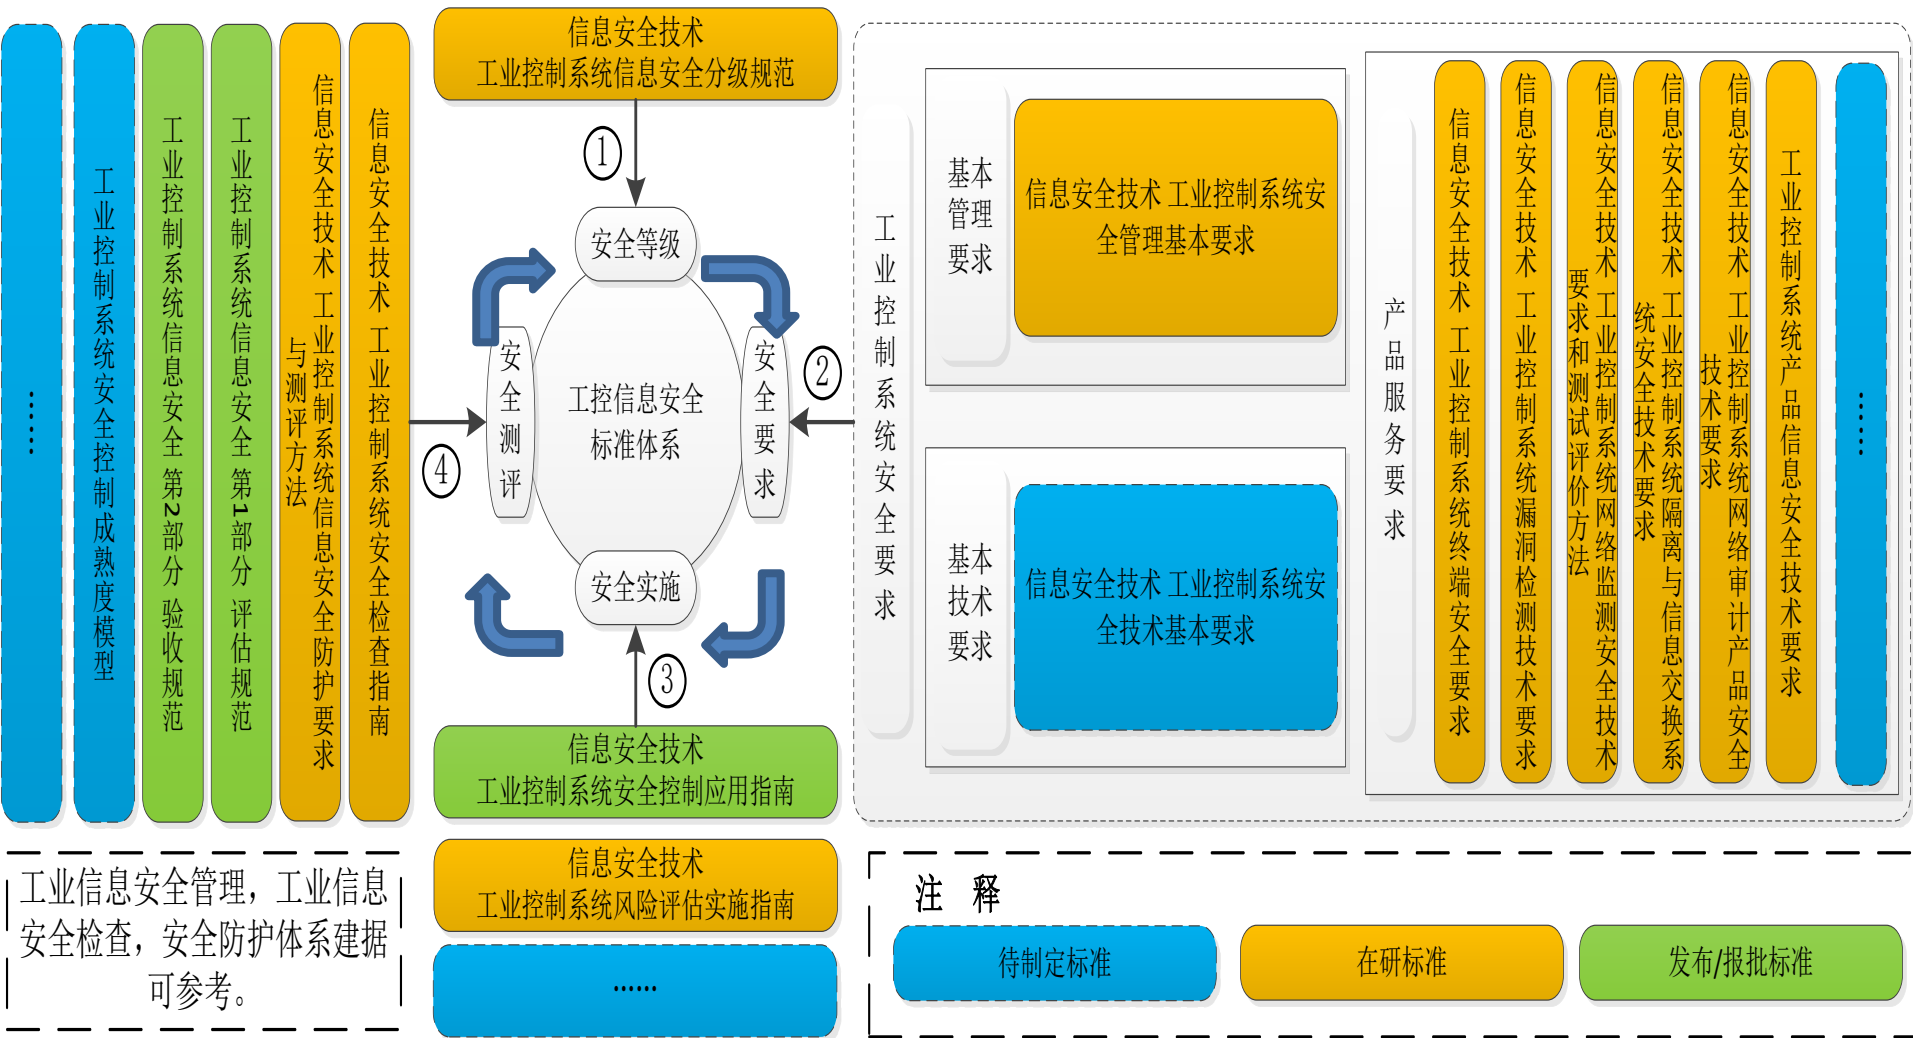 ……
工业控制系统安全控制成熟度模型
工业控制系统信息安全 第2部分 验收规范
工业控制系统信息安全 第1部分 评估规范
信息安全技术 工业控制系统信息安全防护要求
与测评方法
信息安全技术 工业控制系统安全检查指南
信息安全技术
工业控制系统信息安全分级规范
①
安全等级
安全测评
工控信息安全
标准体系
安全要求
②
④
安全实施
③
信息安全技术
工业控制系统安全控制应用指南
信息安全技术
工业控制系统风险评估实施指南
……
工业控制系统安全要求
基本
管理
要求
信息安全技术 工业控制系统安
全管理基本要求
基本
技术
要求
信息安全技术 工业控制系统安
全技术基本要求
产品服务要求
信息安全技术 工业控制系统终端安全要求
信息安全技术 工业控制系统漏洞检测技术要求
信息安全技术 工业控制系统网络监测安全技术
要求和测试评价方法
信息安全技术 工业控制系统隔离与信息交换系
统安全技术要求
信息安全技术 工业控制系统网络审计产品安全
技术要求
工业控制系统产品信息安全技术要求
……
工业信息安全管理，工业信息
安全检查，安全防护体系建据
可参考。
注 释
待制定标准
在研标准
发布/报批标准